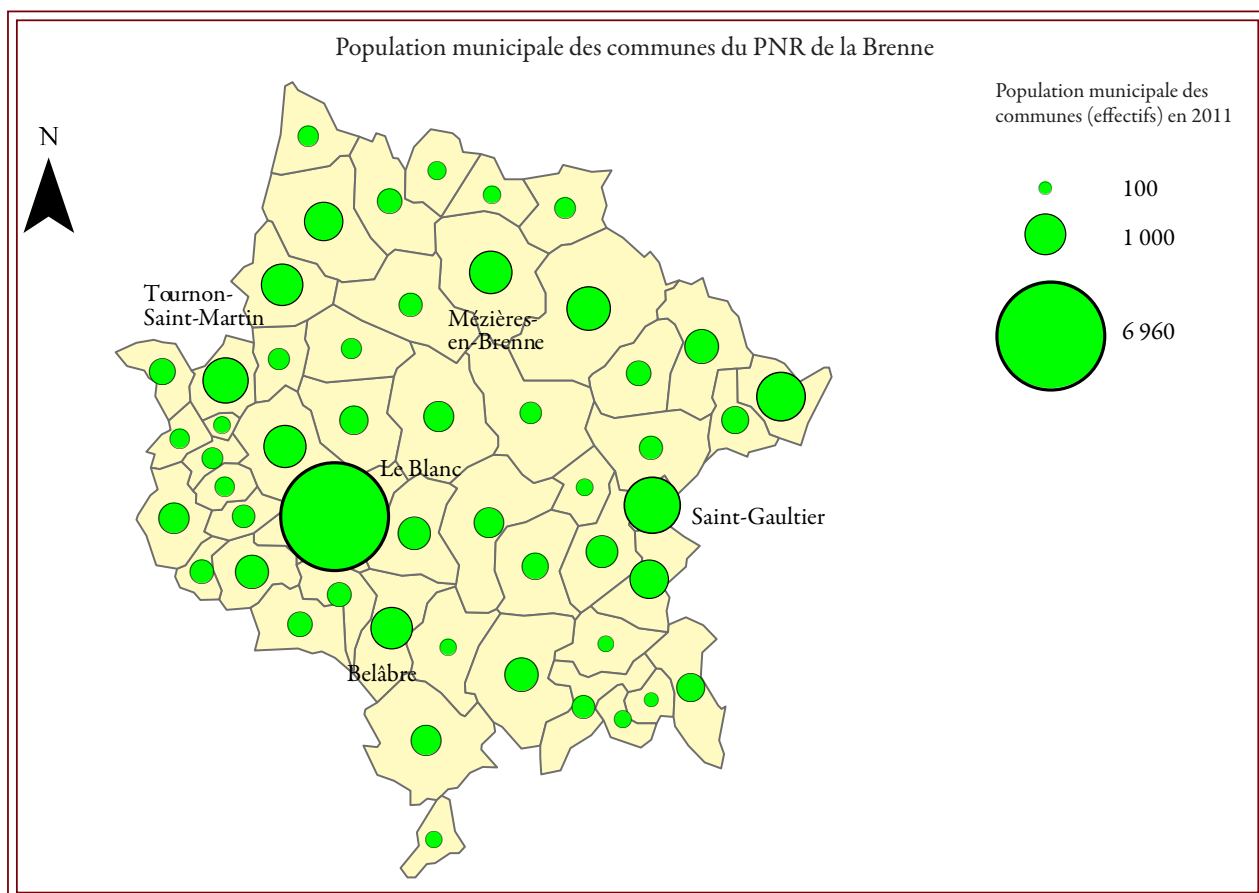 Population municipale des communes du PNR de la Brenne
Population municipale des
communes (effectifs) en 2011
N
100
1 000
6 960
Tournon-
Saint-Martin
Mézières-
en-Brenne
Le Blanc
Saint-Gaultier
Belâbre